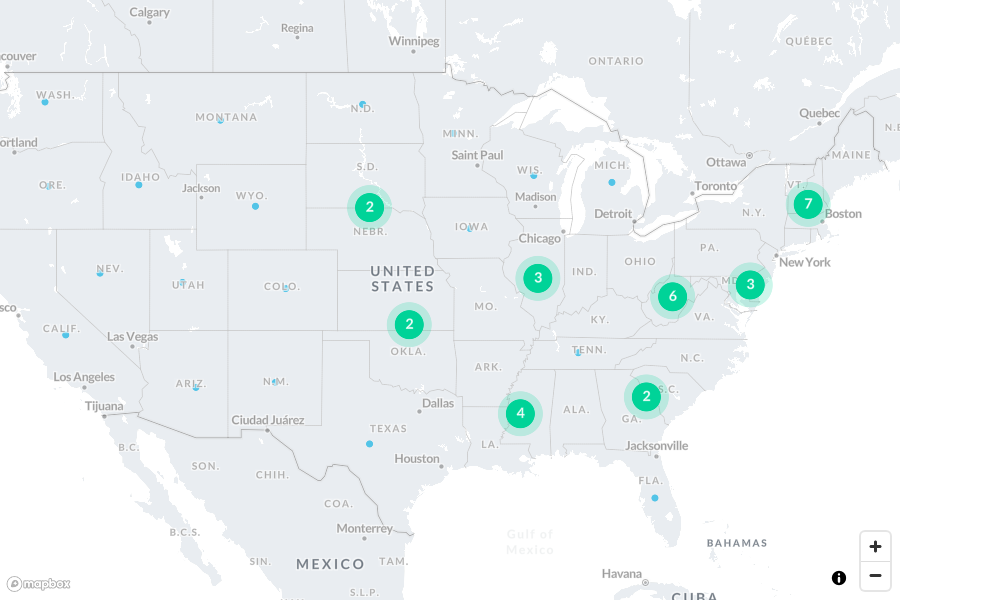 Calgary
Regina
Winnipeg
ONTARIO
QUÉBEC
couver
WASH.
MONTANA
N.D.
MINN.
Quebec
N.B
ortland
Saint Paul
Ottawa
MAINE
ORE.
IDAHO
Jackson
WYO.
S.D.
WIS.
Madison
MICH.
Toronto
VT.
2
NEBR.
IOWA
Detroit
N.Y.
7
Boston
Chicago
NEV.
UTAH
COLO.
UNITED
STATES
3
IND.
OHIO
PA.
New York
MD.
3
sco
CALIF.
Las Vegas
2
MO.
KY.
6
VA.
OKLA.
TENN.
N.C.
Los Angeles
ARIZ.
N.M.
ARK.
2
S.C.
Tijuana
Ciudad Juárez
Dallas
4
ALA.
GA.
TEXAS
B.C.
SON.
CHIH.
Houston
LA.
Jacksonville
COA.
FLA.
B.C.S.
Monterrey
Gulf of
Mexico
BAHAMAS
SIN.
MEXICO
TAM.
Havana
mapbox
S.L.P.
CUBA